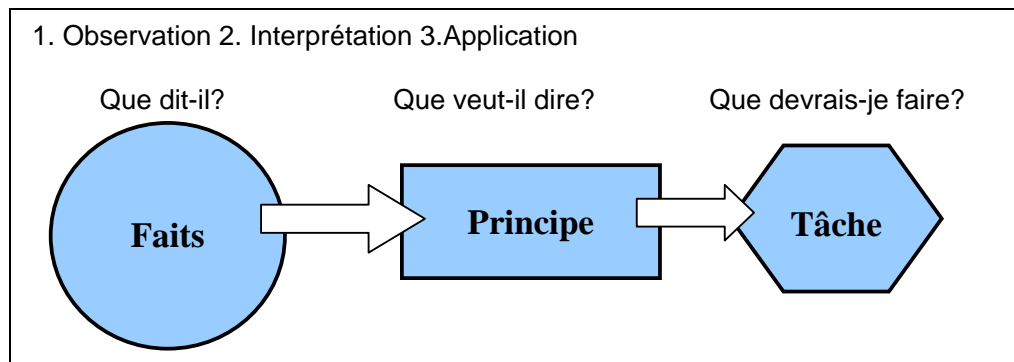 1. Observation 2. Interprétation 3.Application
Que dit-il? Que veut-il dire? Que devrais-je faire?
Faits Principe Tâche